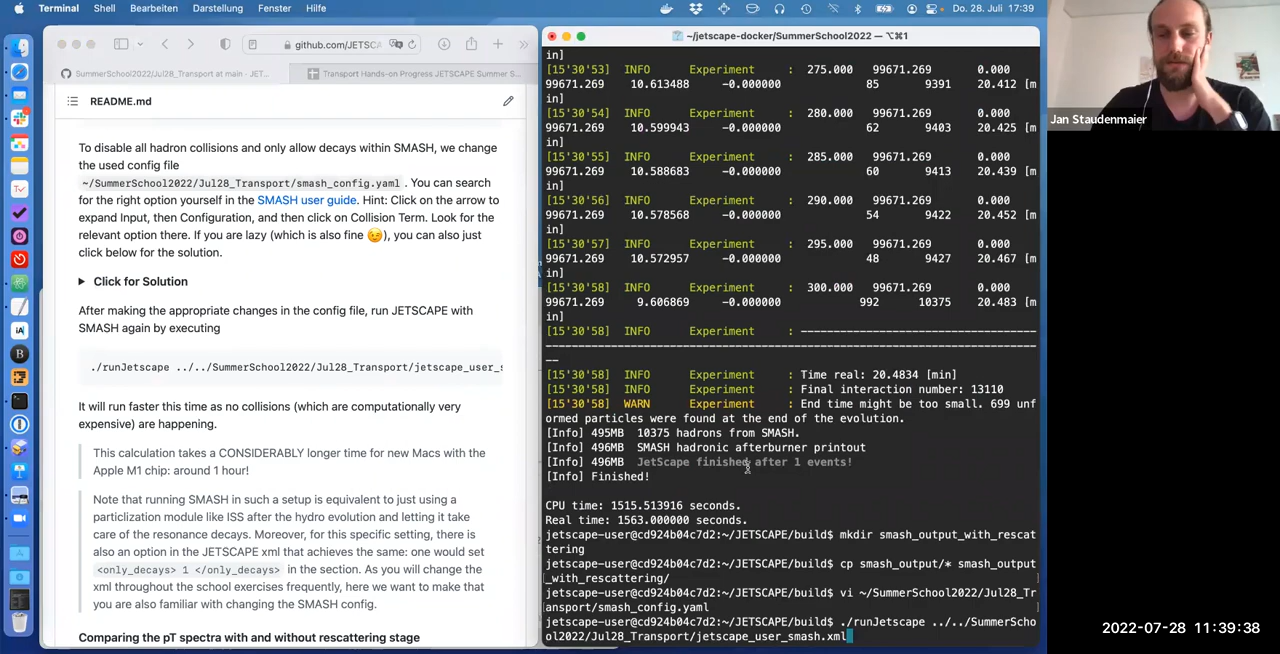 Terminal Shell Bearbeiten Darstellung Fenster Hilfe
Do. 28. Juli 17:39
github.com/JETSCA
SummerSchool2022/Jul28_Transport at main · JET...
Transport Hands-on Progress JETSCAPE Summer S...
README.md
To disable all hadron collisions and only allow decays within SMASH, we change
the used config file
~/SummerSchool2022/Jul28_Transport/smash_config.yaml . You can search
for the right option yourself in the SMASH user guide. Hint: Click on the arrow to
expand Input, then Configuration, and then click on Collision Term. Look for the
relevant option there. If you are lazy (which is also fine 😉), you can also just
click below for the solution.
Click for Solution
After making the appropriate changes in the config file, run JETSCAPE with
SMASH again by executing
./runJetscape ../../SummerSchool2022/Jul28_Transport/jetscape_user_s
It will run faster this time as no collisions (which are computationally very
expensive) are happening.
This calculation takes a CONSIDERABLY longer time for new Macs with the
Apple M1 chip: around 1 hour!
Note that running SMASH in such a setup is equivalent to just using a
particlization module like ISS after the hydro evolution and letting it take
care of the resonance decays. Moreover, for this specific setting, there is
also an option in the JETSCAPE xml that achieves the same: one would set
<only_decays> 1 </only_decays> in the section. As you will change the
xml throughout the school exercises frequently, here we want to make that
you are also familiar with changing the SMASH config.
Comparing the pT spectra with and without rescattering stage
~/jetscape-docker/SummerSchool2022 — ⌥⌘1
in]
[15'30'53] INFO Experiment : 275.000 99671.269 0.000
99671.269 10.613488 -0.000000 85 9391 20.412 [m
in]
[15'30'54] INFO Experiment : 280.000 99671.269 0.000
99671.269 10.599943 -0.000000 62 9403 20.425 [m
in]
[15'30'55] INFO Experiment : 285.000 99671.269 0.000
99671.269 10.588683 -0.000000 60 9413 20.439 [m
in]
[15'30'56] INFO Experiment : 290.000 99671.269 0.000
99671.269 10.578568 -0.000000 54 9422 20.452 [m
in]
[15'30'57] INFO Experiment : 295.000 99671.269 0.000
99671.269 10.572957 -0.000000 48 9427 20.467 [m
in]
[15'30'58] INFO Experiment : 300.000 99671.269 0.000
99671.269 9.606869 -0.000000 992 10375 20.483 [m
in]
[15'30'58] INFO Experiment : -------------------------------------
--------------------------------------------------------------------------
--
[15'30'58] INFO Experiment : Time real: 20.4834 [min]
[15'30'58] INFO Experiment : Final interaction number: 13110
[15'30'58] WARN Experiment : End time might be too small. 699 unf
ormed particles were found at the end of the evolution.
[Info] 495MB 10375 hadrons from SMASH.
[Info] 496MB SMASH hadronic afterburner printout
[Info] 496MB JetScape finished after 1 events!
[Info] Finished!
CPU time: 1515.513916 seconds.
Real time: 1563.000000 seconds.
jetscape-user@cd924b04c7d2:~/JETSCAPE/build$ mkdir smash_output_with_rescat
tering
jetscape-user@cd924b04c7d2:~/JETSCAPE/build$ cp smash_output/* smash_output
_with_rescattering/
jetscape-user@cd924b04c7d2:~/JETSCAPE/build$ vi ~/SummerSchool2022/Jul28_Tr
ansport/smash_config.yaml
jetscape-user@cd924b04c7d2:~/JETSCAPE/build$ ./runJetscape ../../SummerScho
ol2022/Jul28_Transport/jetscape_user_smash.xml
Jan Staudenmaier
2022-07-28 11:39:38